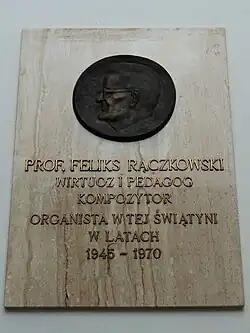 PROF. FELIKS RĄCZKOWSKI
WIRTUOZ I PEDAGOG
KOMPOZYTOR
ORGANISTA W TEJ ŚWIĄTYNI
W LATACH
1945 - 1970